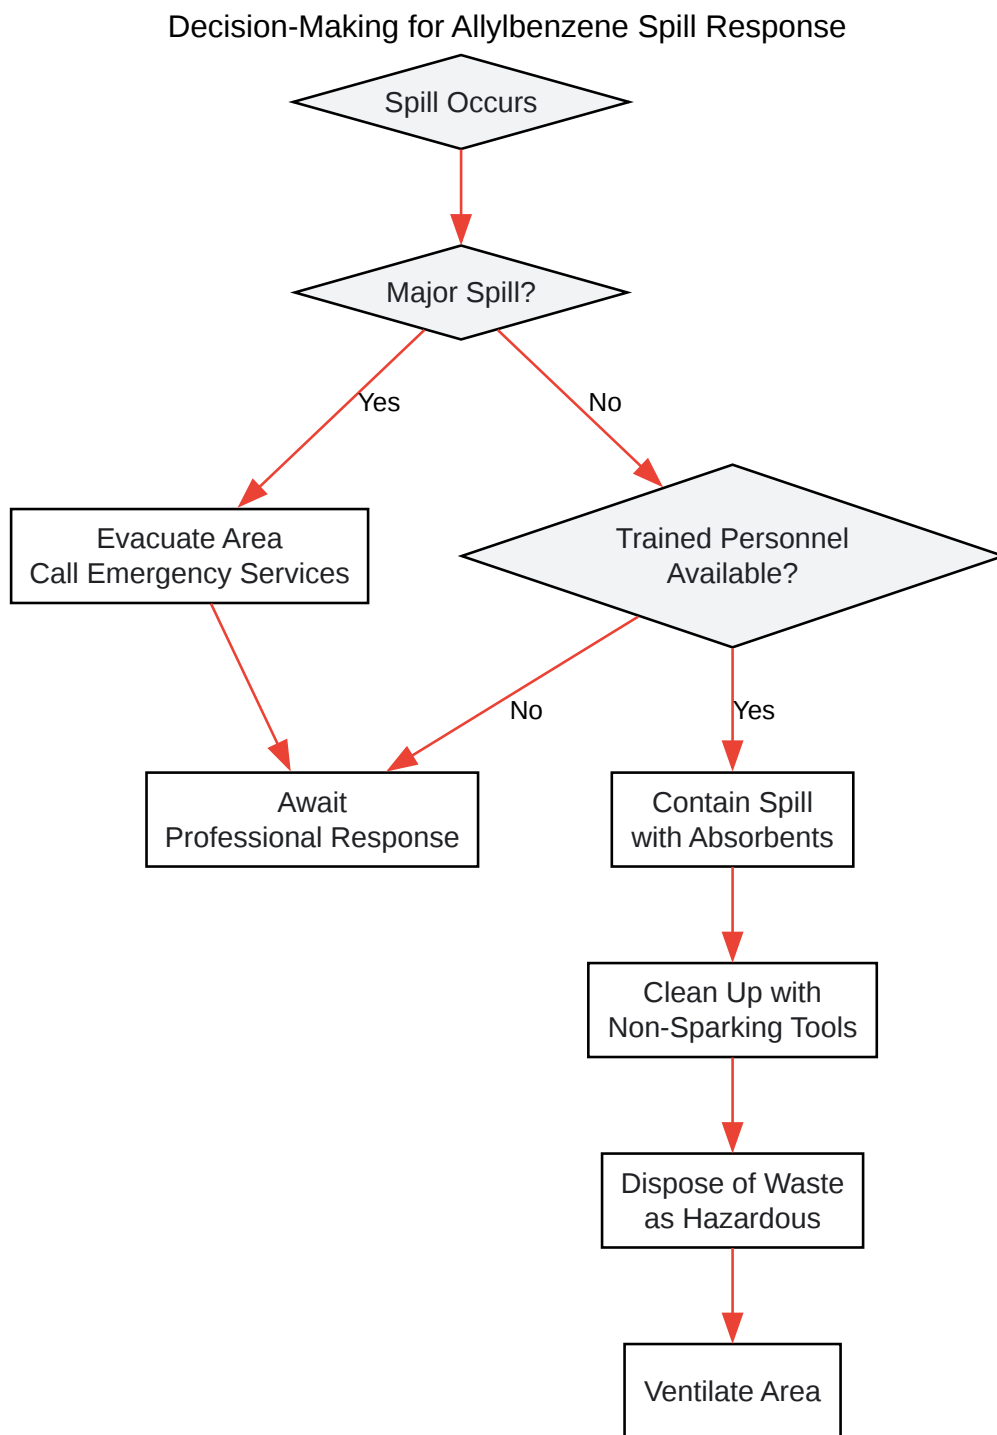 Decision-Making for Allylbenzene Spill Response
Spill Occurs
Major Spill?
Yes
No
Evacuate Area
Call Emergency Services
Trained Personnel
Available?
No
Yes
Await
Professional Response
Contain Spill
with Absorbents
Clean Up with
Non-Sparking Tools
Dispose of Waste
as Hazardous
Ventilate Area